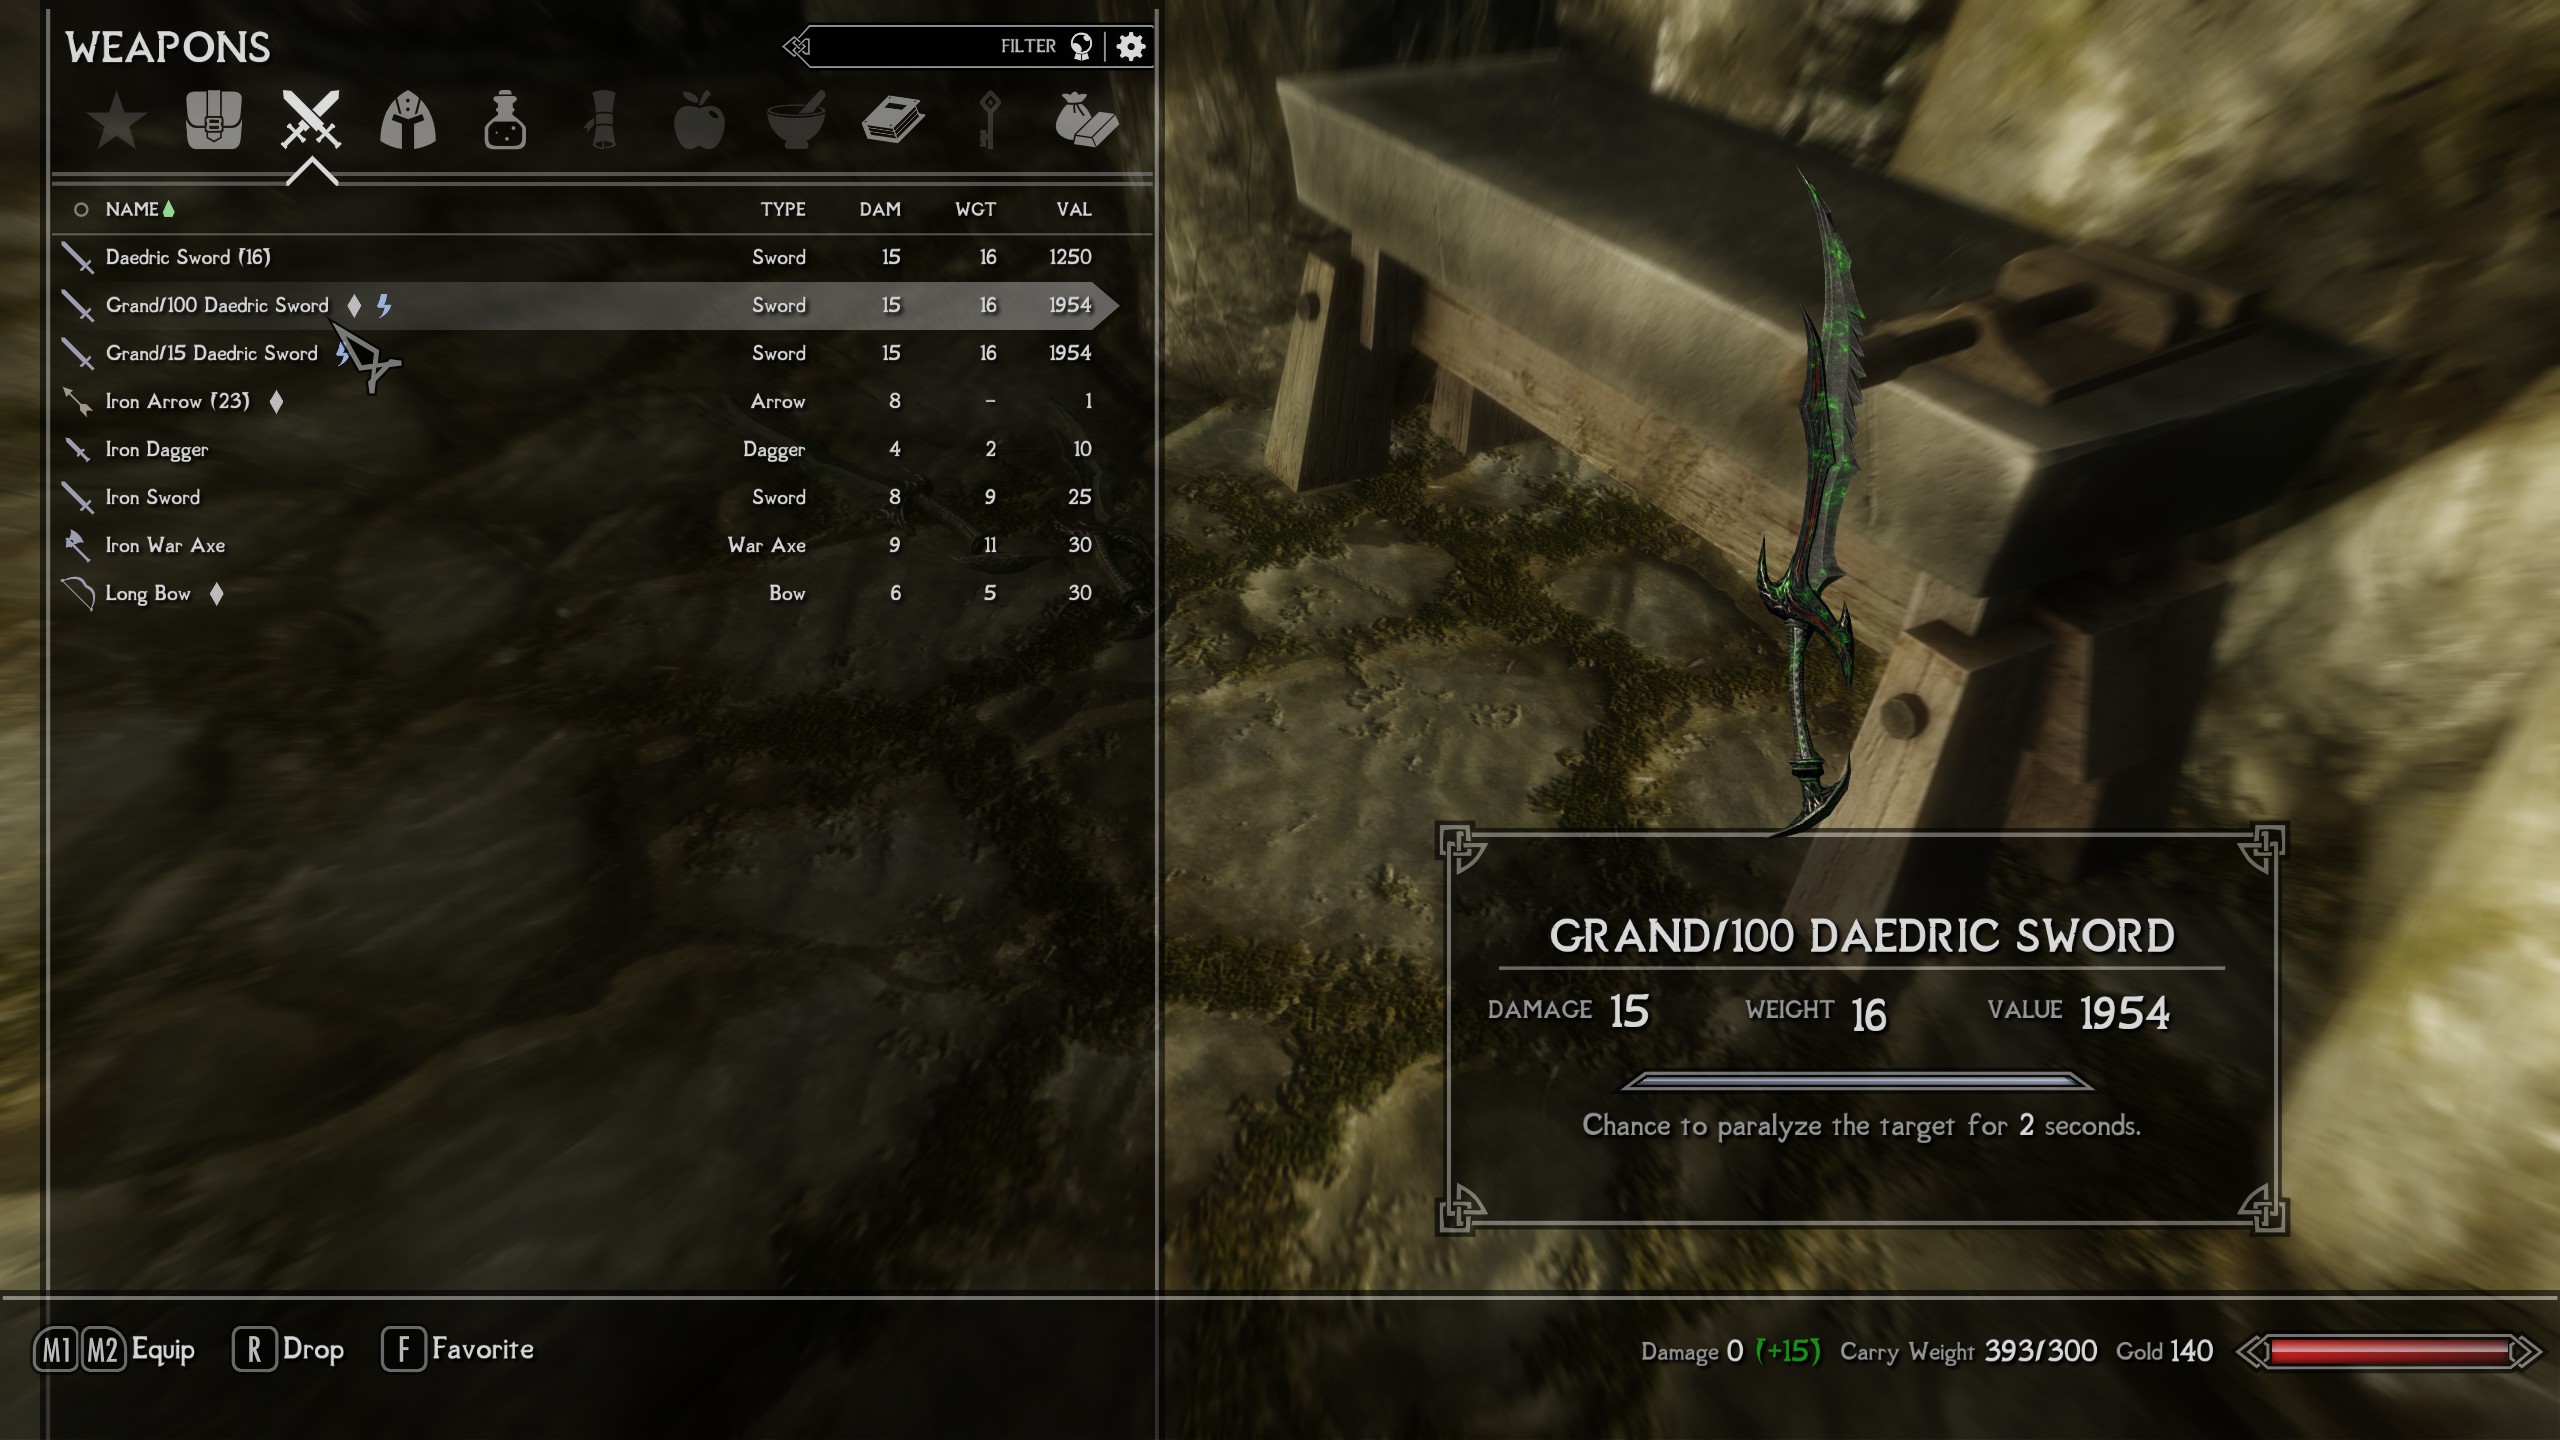 WEAPONS
FILTER
NAME TYPE DAM WGT VAL
Daedric Sword (16) Sword 15 16 1250
Grand/100 Daedric Sword Sword 15 16 1954
Grand/15 Daedric Sword Sword 15 16 1954
Iron Arrow (23) Arrow 8 - 1
Iron Dagger Dagger 4 2 10
Iron Sword Sword 8 9 25
Iron War Axe War Axe 9 11 30
Long Bow Bow 6 5 30
GRAND/100 DAEDRIC SWORD
DAMAGE 15 WEIGHT 16 VALUE 1954
Chance to paralyze the target for 2 seconds.
M1 M2 Equip R Drop F Favorite Damage 0 (+15) Carry Weight 393/300 Gold 140